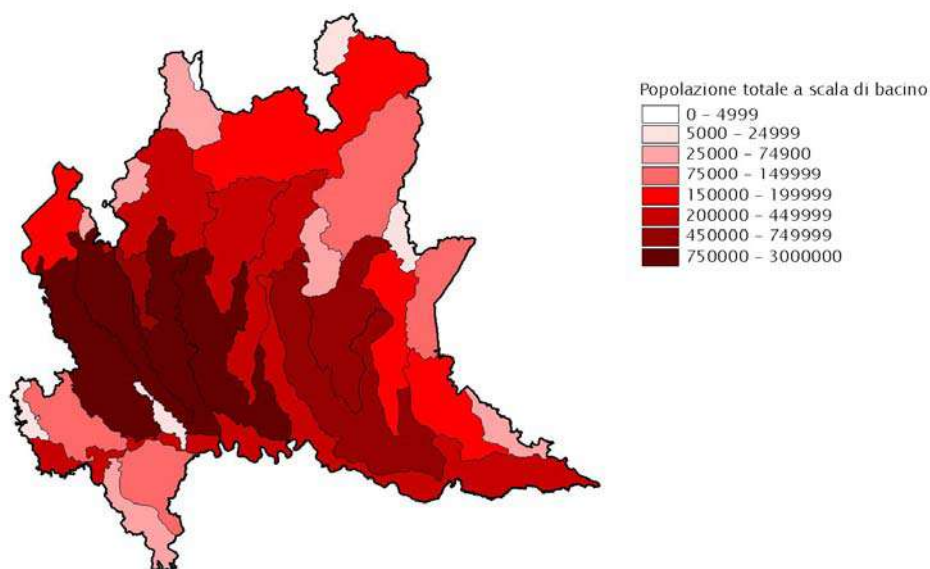 Popolazione totale a scala di bacino
0 – 4999
5000 – 24999
25000 – 74900
75000 – 149999
150000 – 199999
200000 – 449999
450000 – 749999
750000 – 3000000